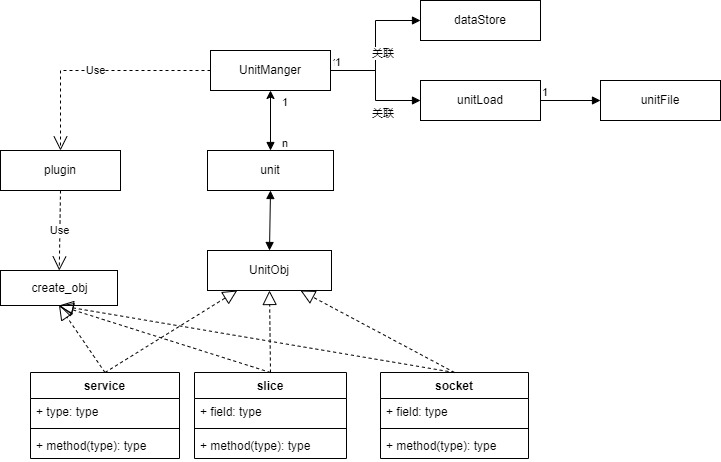 dataStore
关联
UnitManger
1
Use
unitLoad
1
unitFile
关联
1
n
plugin
unit
Use
UnitObj
create_obj
service
+ type: type
+ method(type): type
slice
+ field: type
+ method(type): type
socket
+ field: type
+ method(type): type